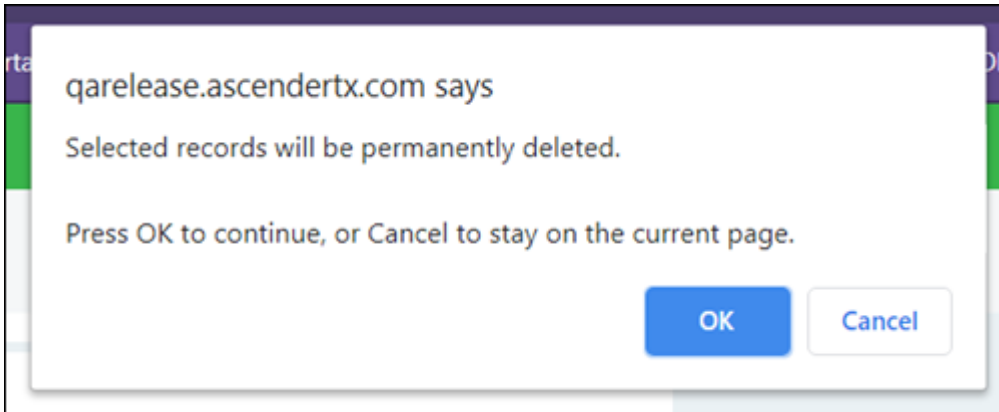 qarelease.ascendertx.com says
Selected records will be permanently deleted.
Press OK to continue, or Cancel to stay on the current page.
OK Cancel